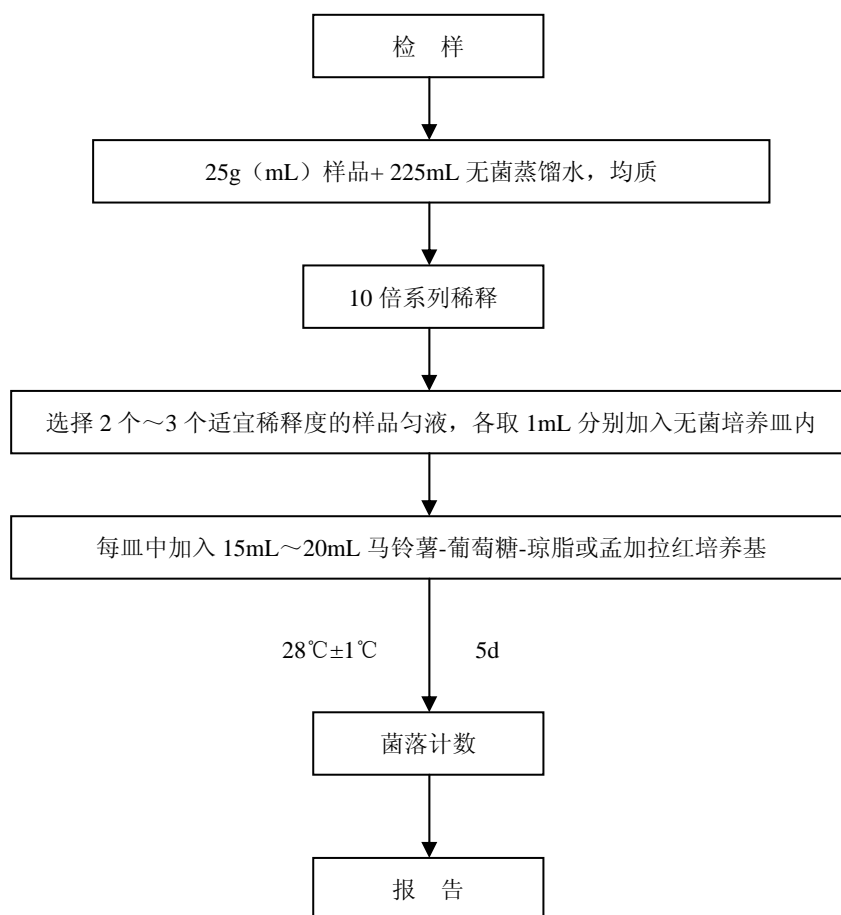 检 样
25g（mL）样品+ 225mL 无菌蒸馏水，均质
10 倍系列稀释
选择 2 个～3 个适宜稀释度的样品匀液，各取 1mL 分别加入无菌培养皿内
每皿中加入 15mL～20mL 马铃薯-葡萄糖-琼脂或孟加拉红培养基
28℃±1℃ 5d
菌落计数
报 告